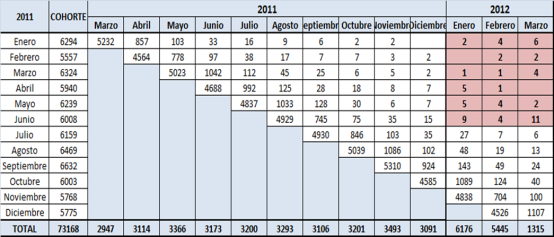 2011 COHORTE 2011 2012
Marzo Abril Mayo Junio Julio Agosto eptiembre Octubre Noviembre Diciembre Enero Febrero Marzo
Enero 6294 5232 857 103 33 16 9 6 2 2 2 4 6
Febrero 5557 4564 778 97 38 17 7 7 3 2 2 2
Marzo 6324 5023 1042 112 45 25 6 5 2 1 1 4
Abril 5940 4688 992 125 28 18 8 7 5 1
Mayo 6239 4837 1033 128 30 6 7 5 4 2
Junio 6008 4929 745 75 35 15 9 4 11
Julio 6159 4930 846 103 35 27 7 6
Agosto 6469 5039 1086 102 48 19 13
Septiembre 6632 5310 924 143 49 24
Octubre 6003 4585 1089 124 40
Noviembre 5768 4838 704 100
Diciembre 5775 4526 1107
TOTAL 73168 2947 3114 3366 3173 3200 3293 3106 3201 3493 3091 6176 5445 1315